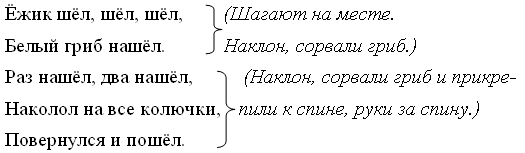 Ёжик шёл, шёл, шёл, (Шагают на месте.
Белый гриб нашёл. Наклон, сорвали гриб.)
Раз нашёл, два нашёл, (Наклон, сорвали гриб и прикре-
Наколол на все колючки, пили к спине, руки за спину.)
Повернулся и пошёл.